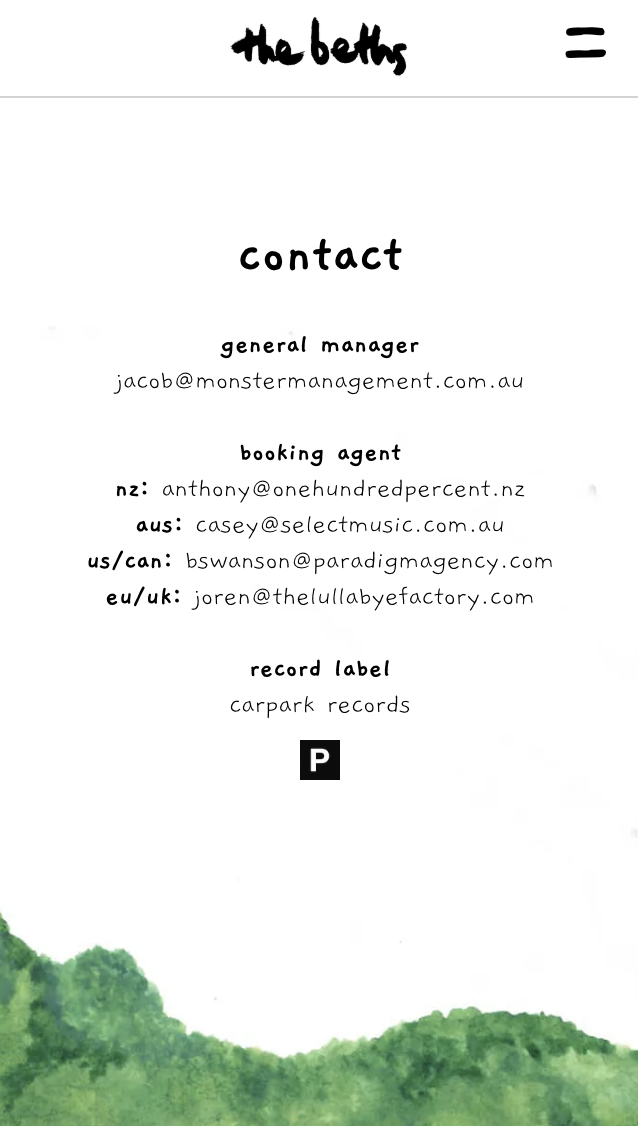 the beths
contact
general manager
jacob@monstermanagement.com.au
booking agent
nz: anthony@onehundredpercent.nz
aus: casey@selectmusic.com.au
us/can: bswanson@paradigmagency.com
eu/uk: joren@thelullabyefactory.com
record label
carpark records
P